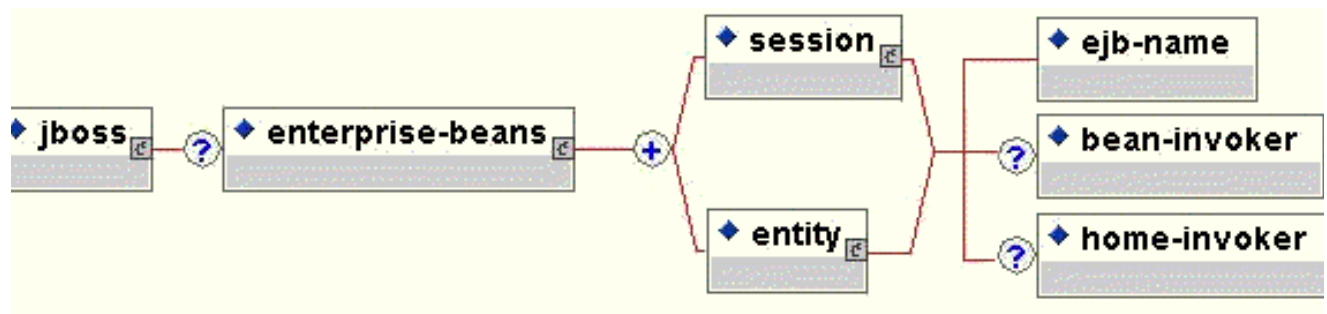 jboss
?
enterprise-beans
+
session
entity
ejb-name
?
bean-invoker
?
home-invoker